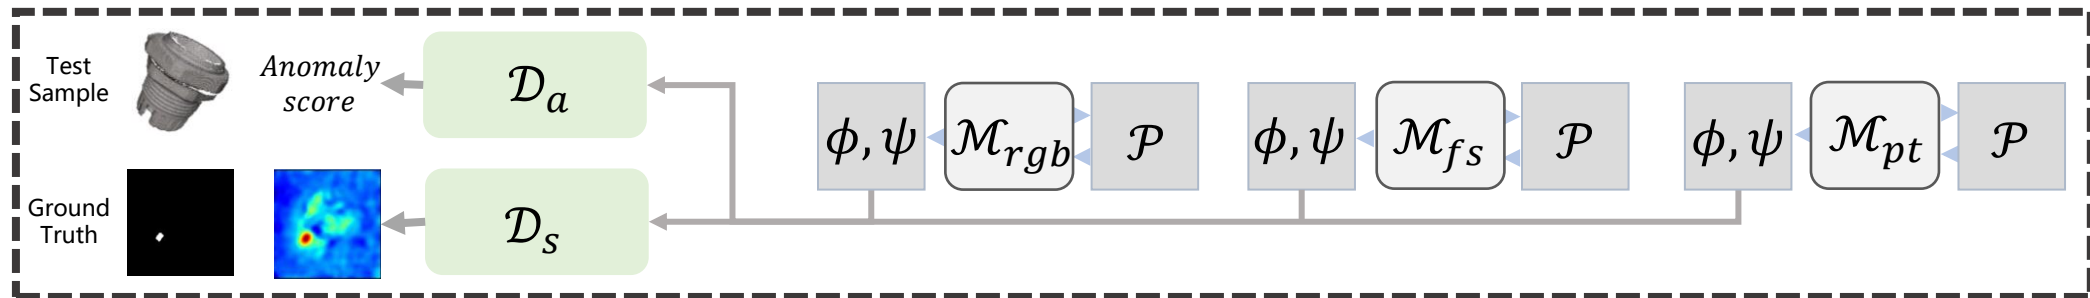 Test
Sample
Anomaly
score
𝒟a
ϕ, ψ
ℳrgb
𝒫
ϕ, ψ
ℳfs
𝒫
ϕ, ψ
ℳpt
𝒫
Ground
Truth
𝒟s